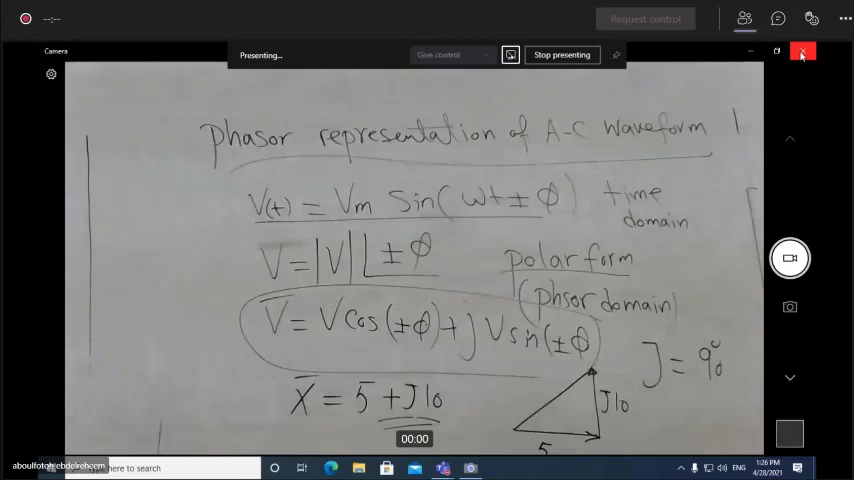 --:--
Request control
Camera
Presenting...
Give control
Stop presenting
phasor representation of A-C waveform
V(t) = Vm Sin(ωt ± Ø) time domain
V = |V| ∠± Ø polar form
(phsor domain)
V = V Cos(±Ø) + j V sin(±Ø
J = 90°
X = 5 + J10
J10
5
00:00
aboulfotoh ebdelreheem
here to search
ENG
1:26 PM
4/28/2021